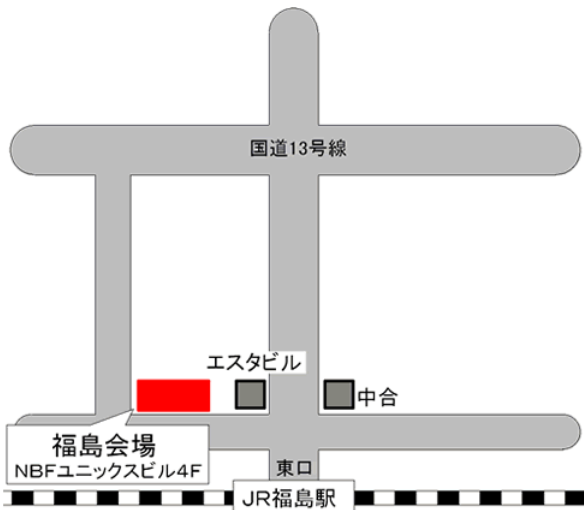 国道13号線
エスタビル
中合
福島会場
NBFユニックスビル4F
東口
JR福島駅